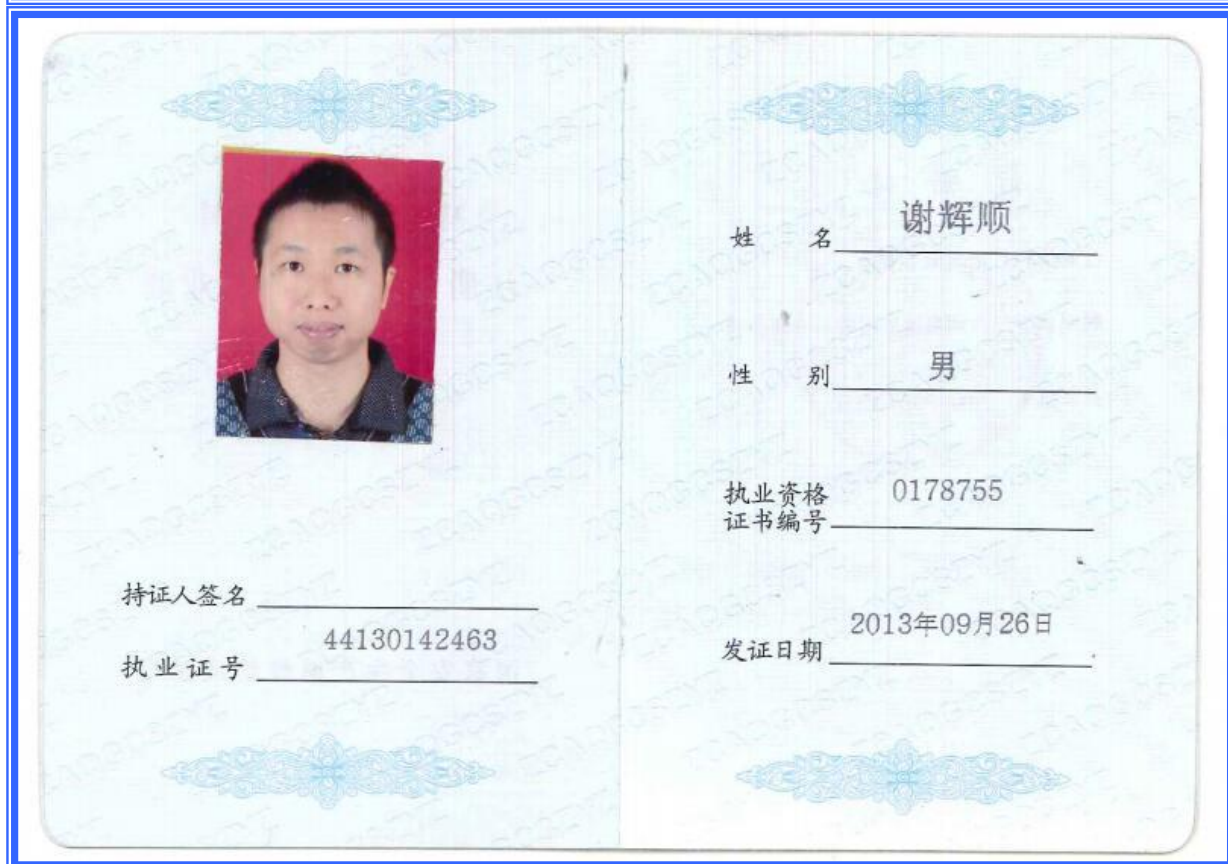 持证人签名
执业证号 44130142463
姓名 谢辉顺
性别 男
执业资格
证书编号 0178755
发证日期 2013年09月26日